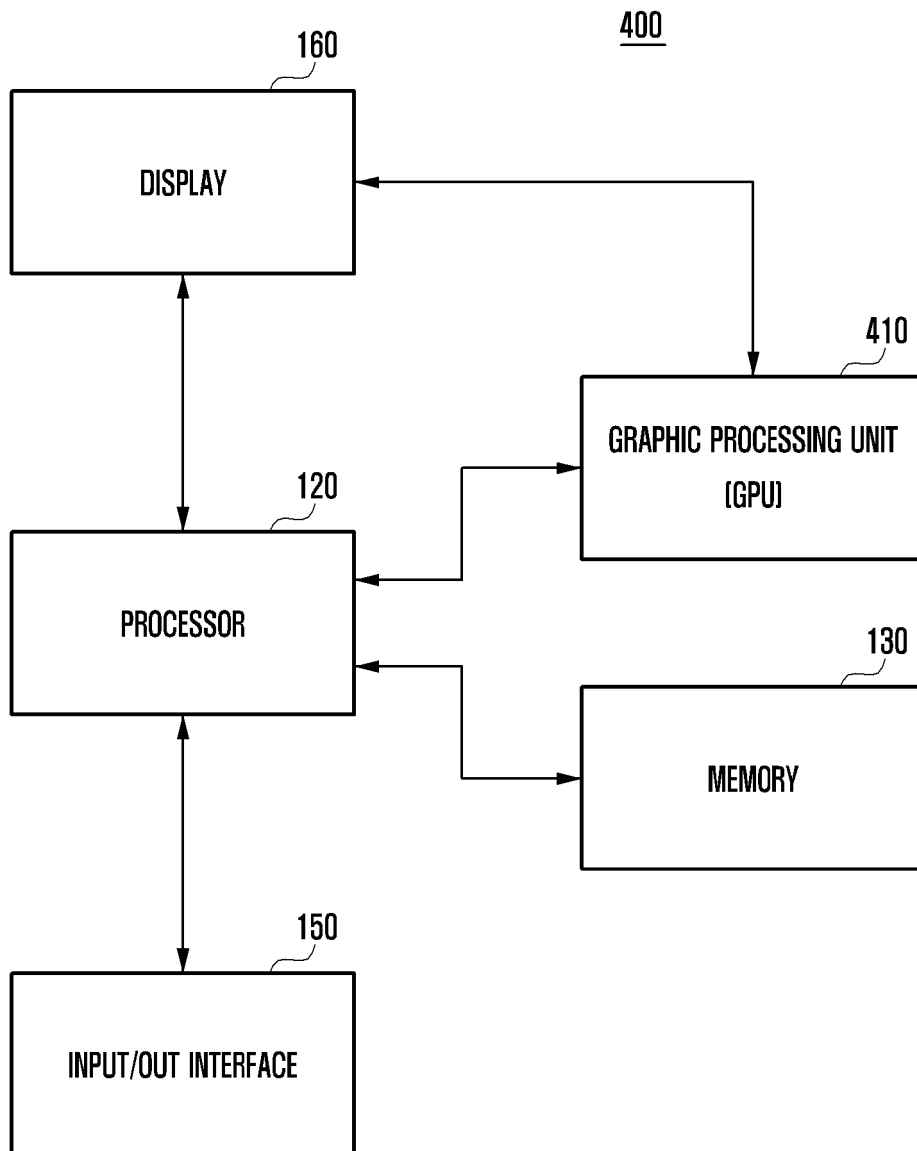 400
160
DISPLAY
410
GRAPHIC PROCESSING UNIT
(GPU)
120
PROCESSOR
130
MEMORY
150
INPUT/OUT INTERFACE